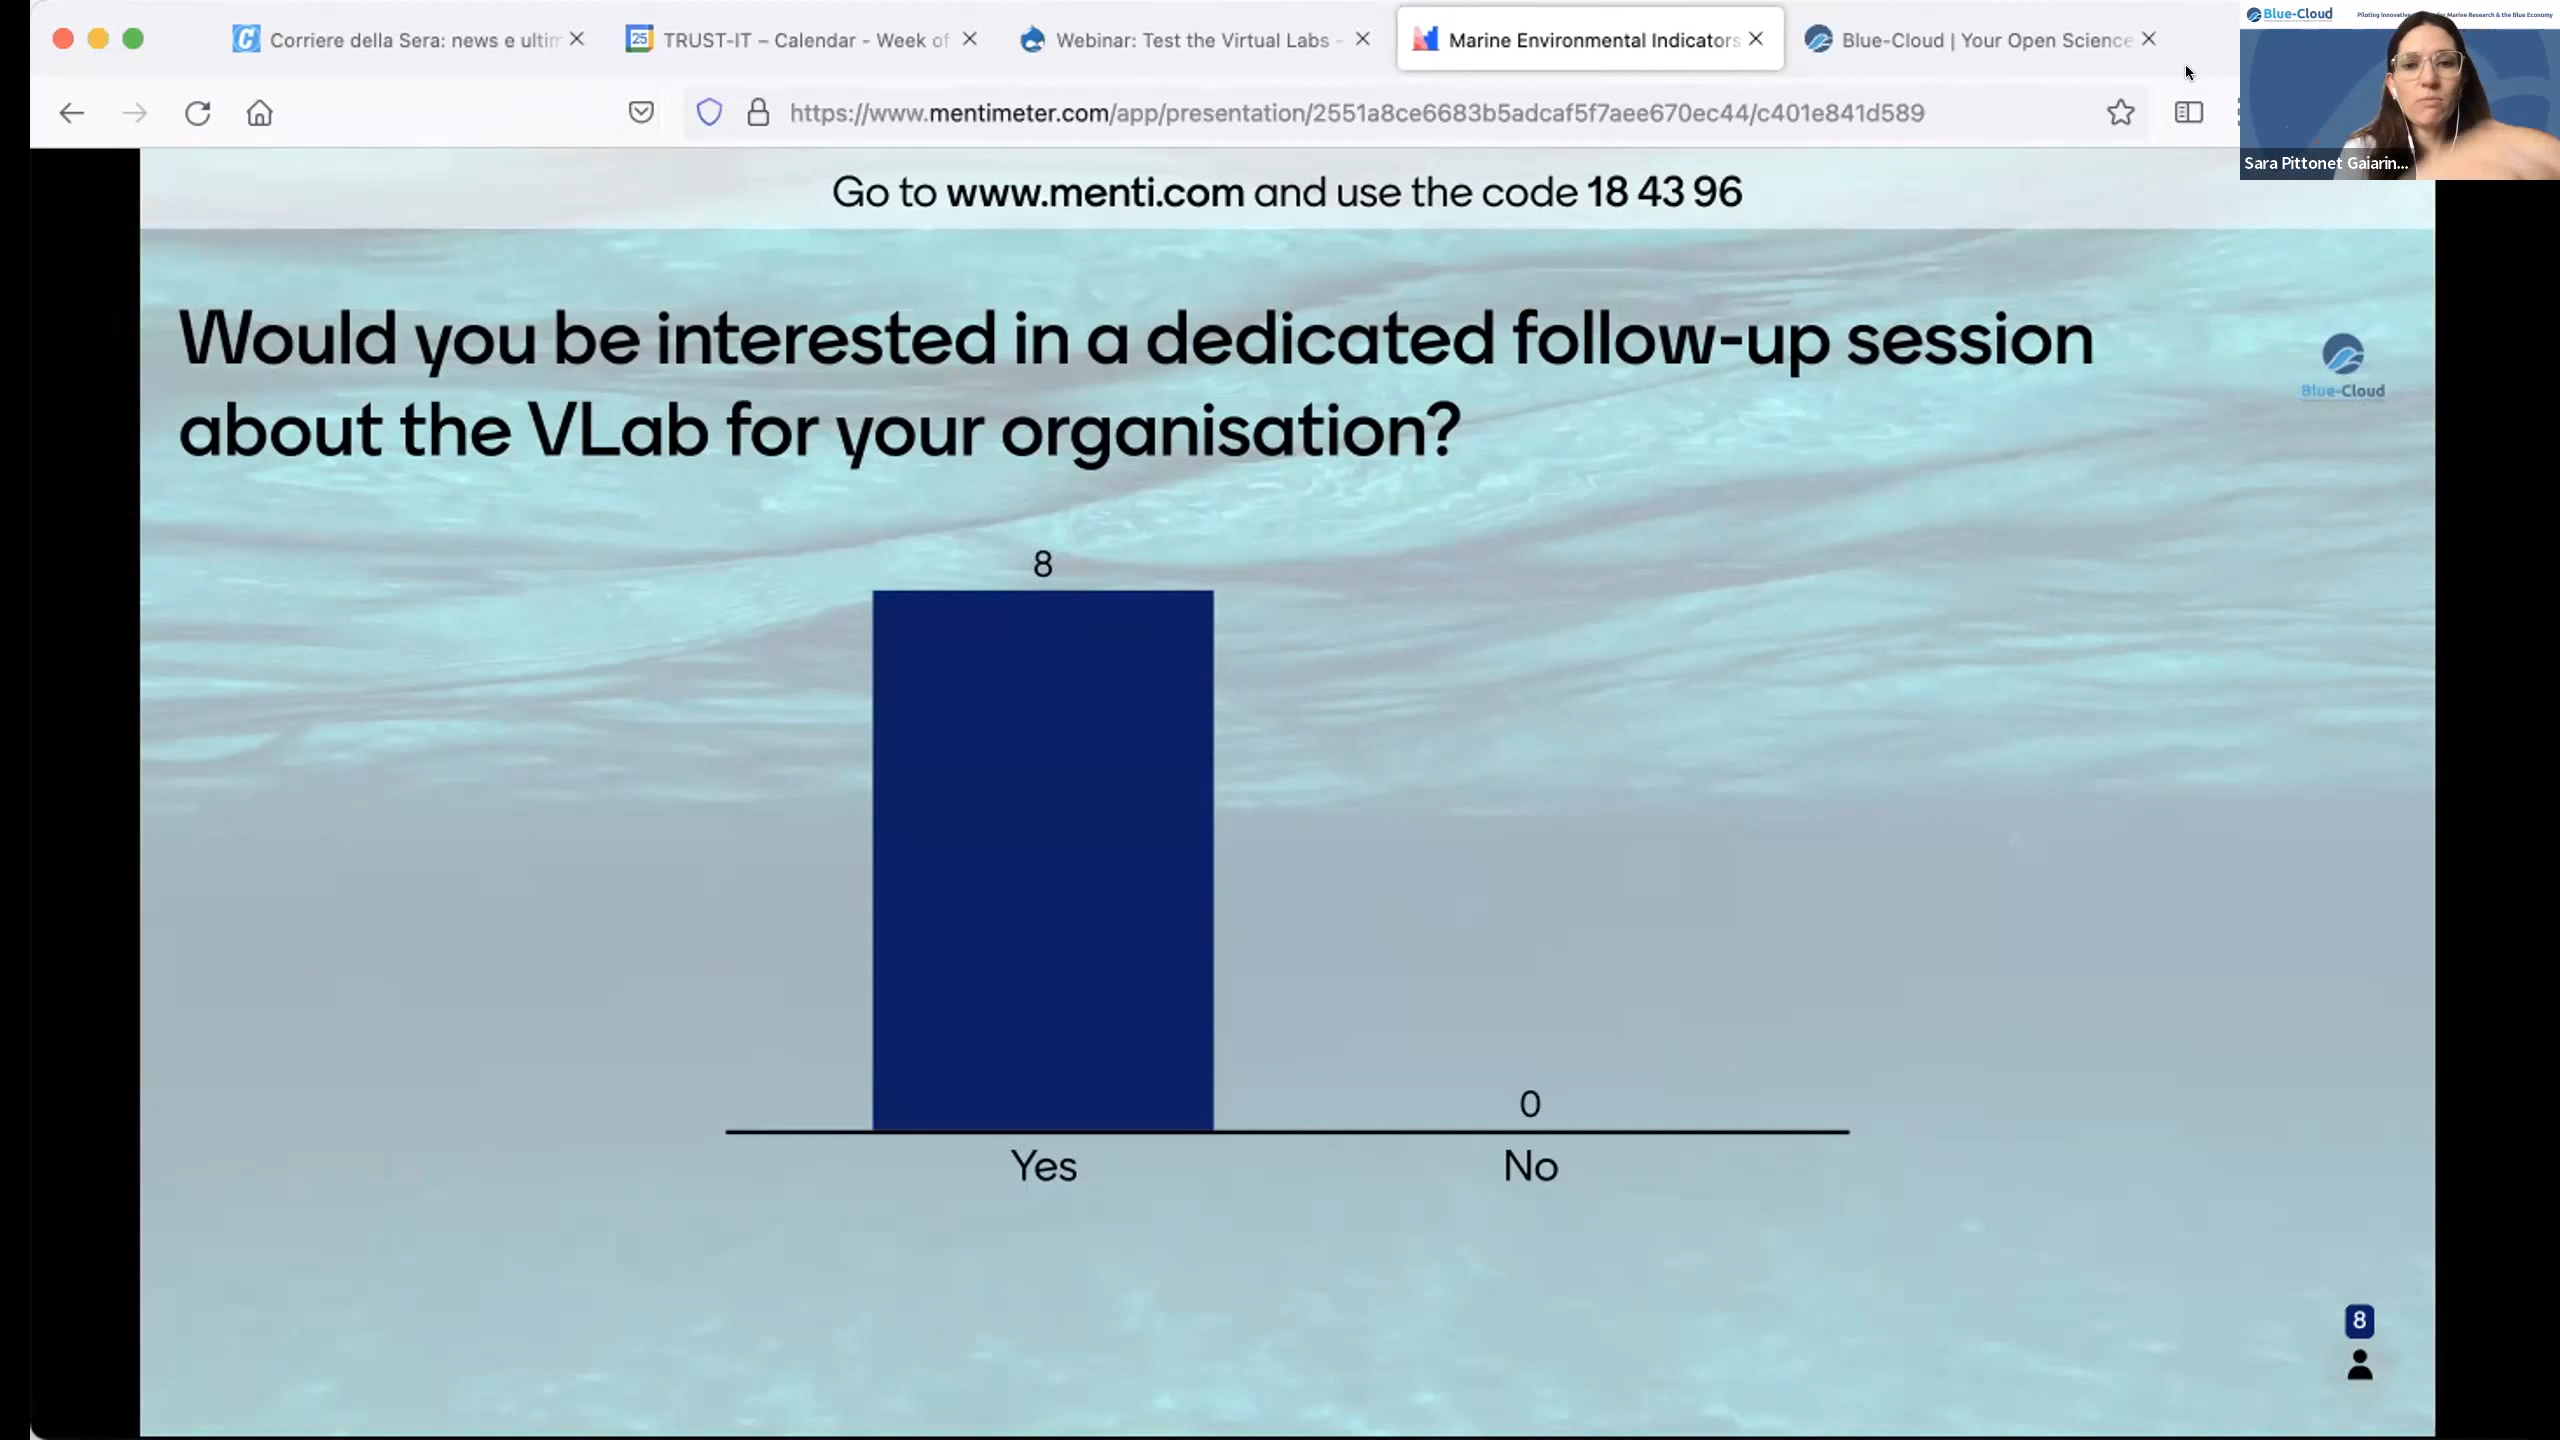 Corriere della Sera: news e ultim
25 TRUST-IT – Calendar - Week of
Webinar: Test the Virtual Labs -
Marine Environmental Indicators
Blue-Cloud | Your Open Science
https://www.mentimeter.com/app/presentation/2551a8ce6683b5adcaf5f7aee670ec44/c401e841d589
Blue-Cloud
Sara Pittonet Gaiarin...
Go to www.menti.com and use the code 18 43 96
Would you be interested in a dedicated follow-up session
about the VLab for your organisation?
Blue-Cloud
8
0
Yes No
8